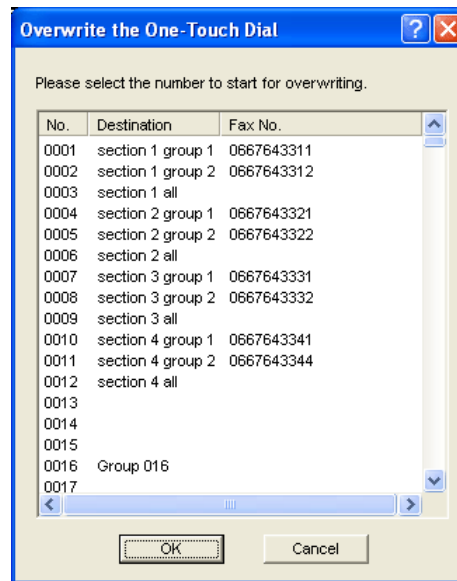 Overwrite the One-Touch Dial
Please select the number to start for overwriting.
No. Destination Fax No.
0001 section 1 group 1 0667643311
0002 section 1 group 2 0667643312
0003 section 1 all
0004 section 2 group 1 0667643321
0005 section 2 group 2 0667643322
0006 section 2 all
0007 section 3 group 1 0667643331
0008 section 3 group 2 0667643332
0009 section 3 all
0010 section 4 group 1 0667643341
0011 section 4 group 2 0667643344
0012 section 4 all
0013
0014
0015
0016 Group 016
0017
OK Cancel